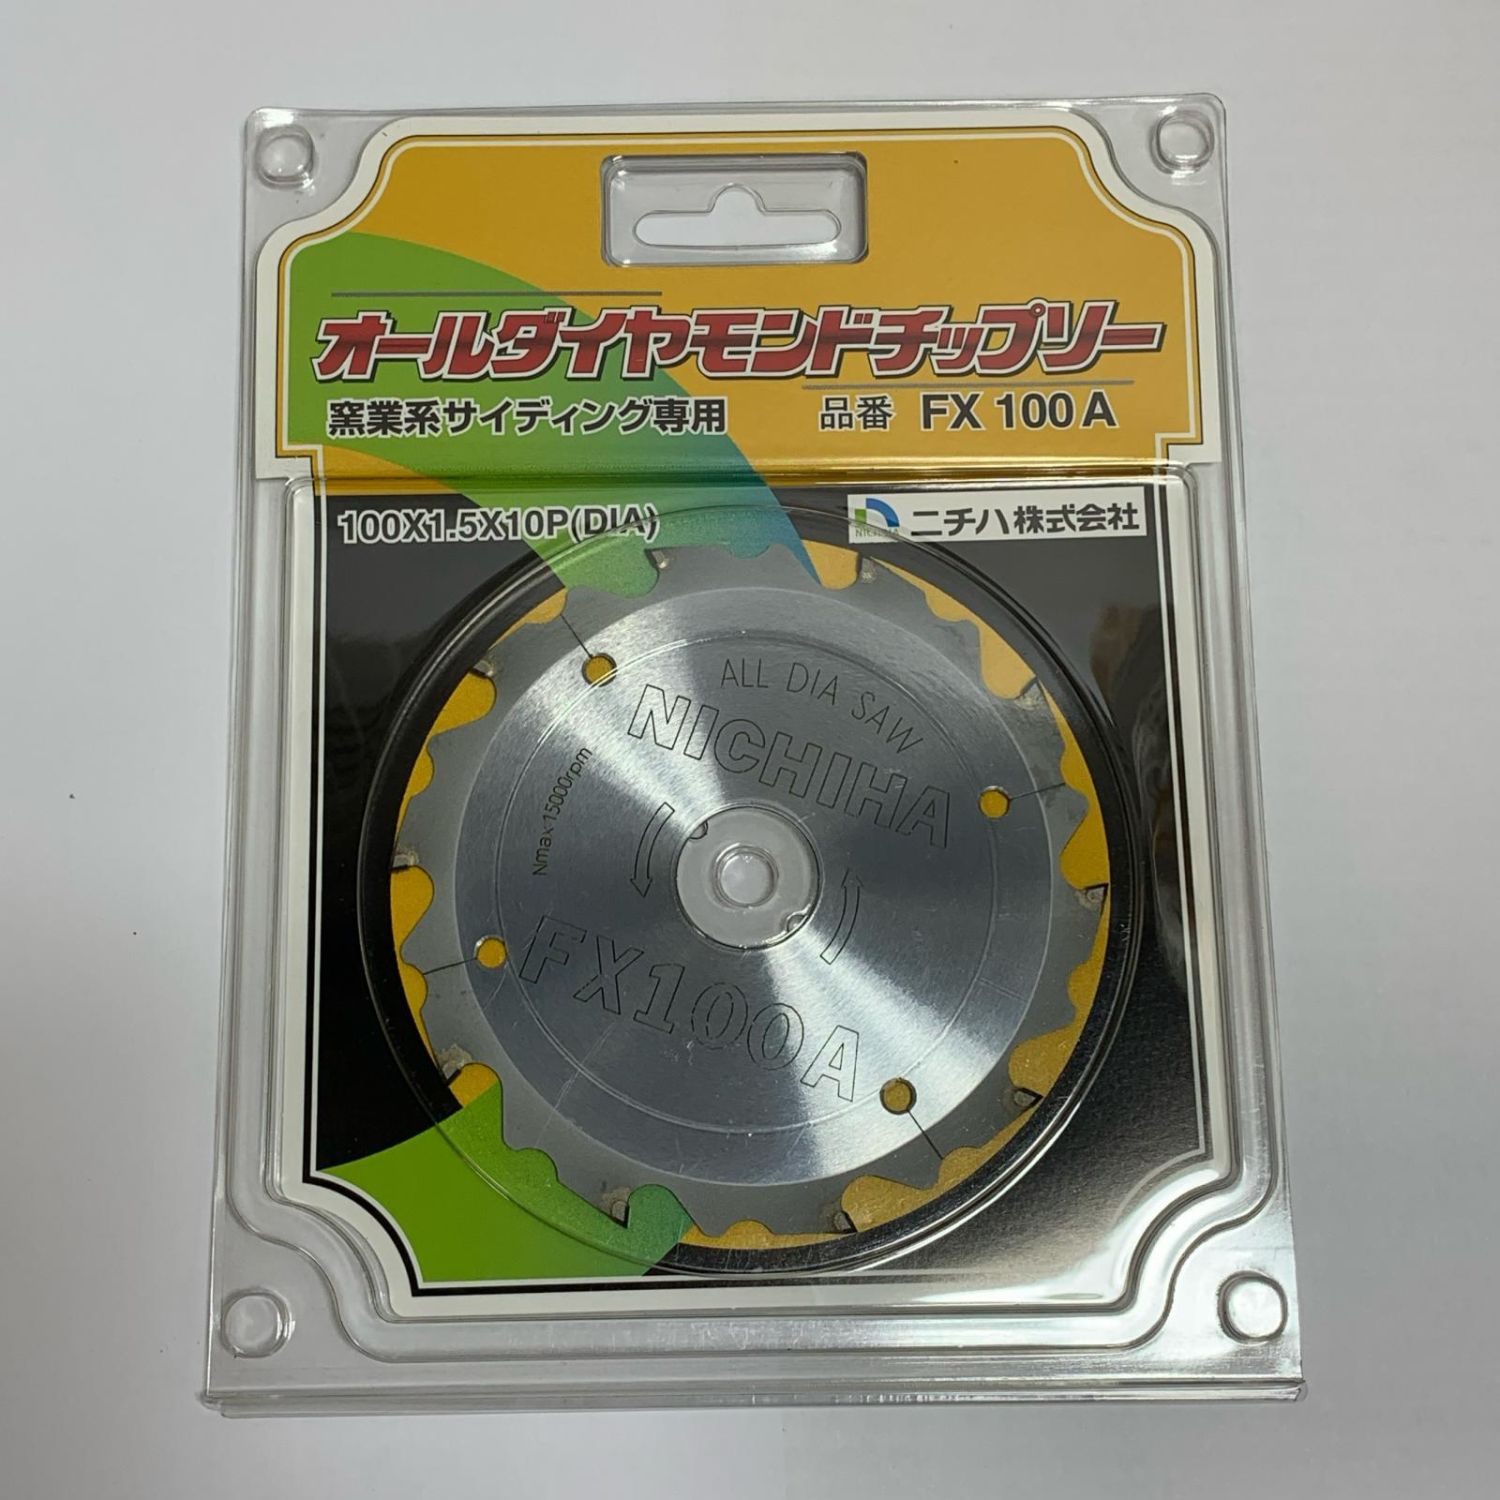 オールダイヤモンドチップソー
窯業系サイディング専用
品番 FX 100 A
100X1.5X10P(DIA)
NICHIHA
ニチハ株式会社
ALL DIA SAW
NICHIHA
Nmax15000rpm
FX100A